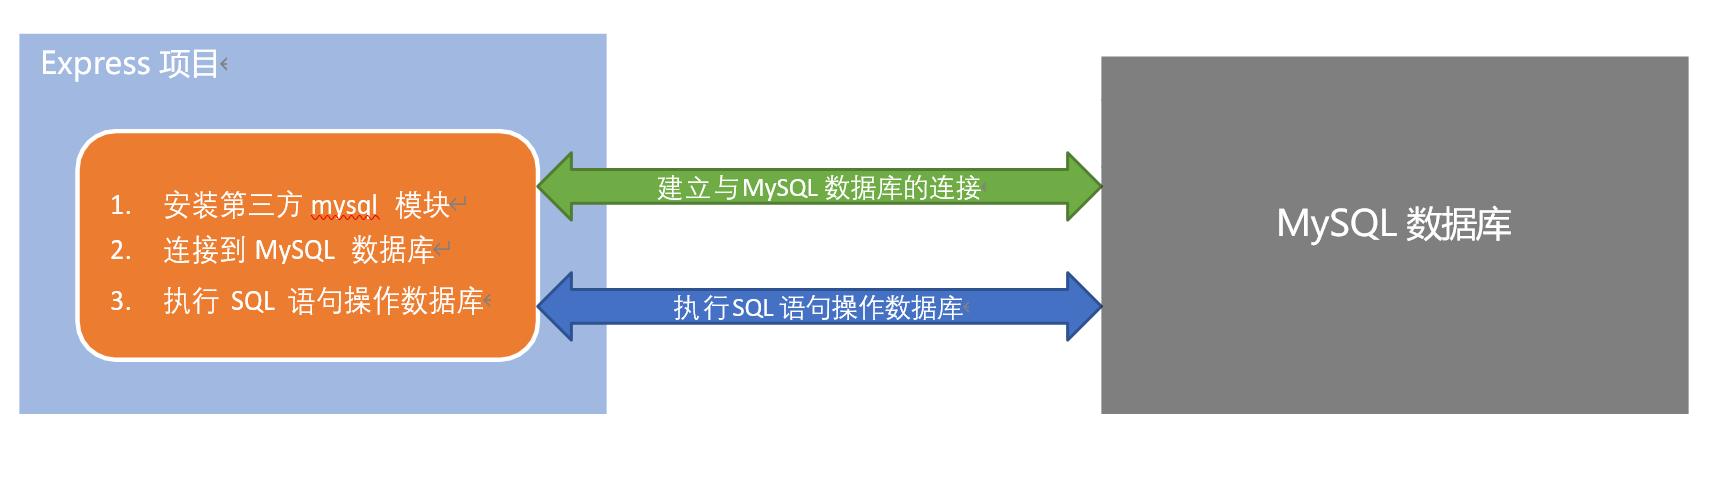 Express 项目
1. 安装第三方 mysql 模块
2. 连接到 MySQL 数据库
3. 执行 SQL 语句操作数据库
建立与MySQL 数据库的连接
执行SQL 语句操作数据库
MySQL 数据库